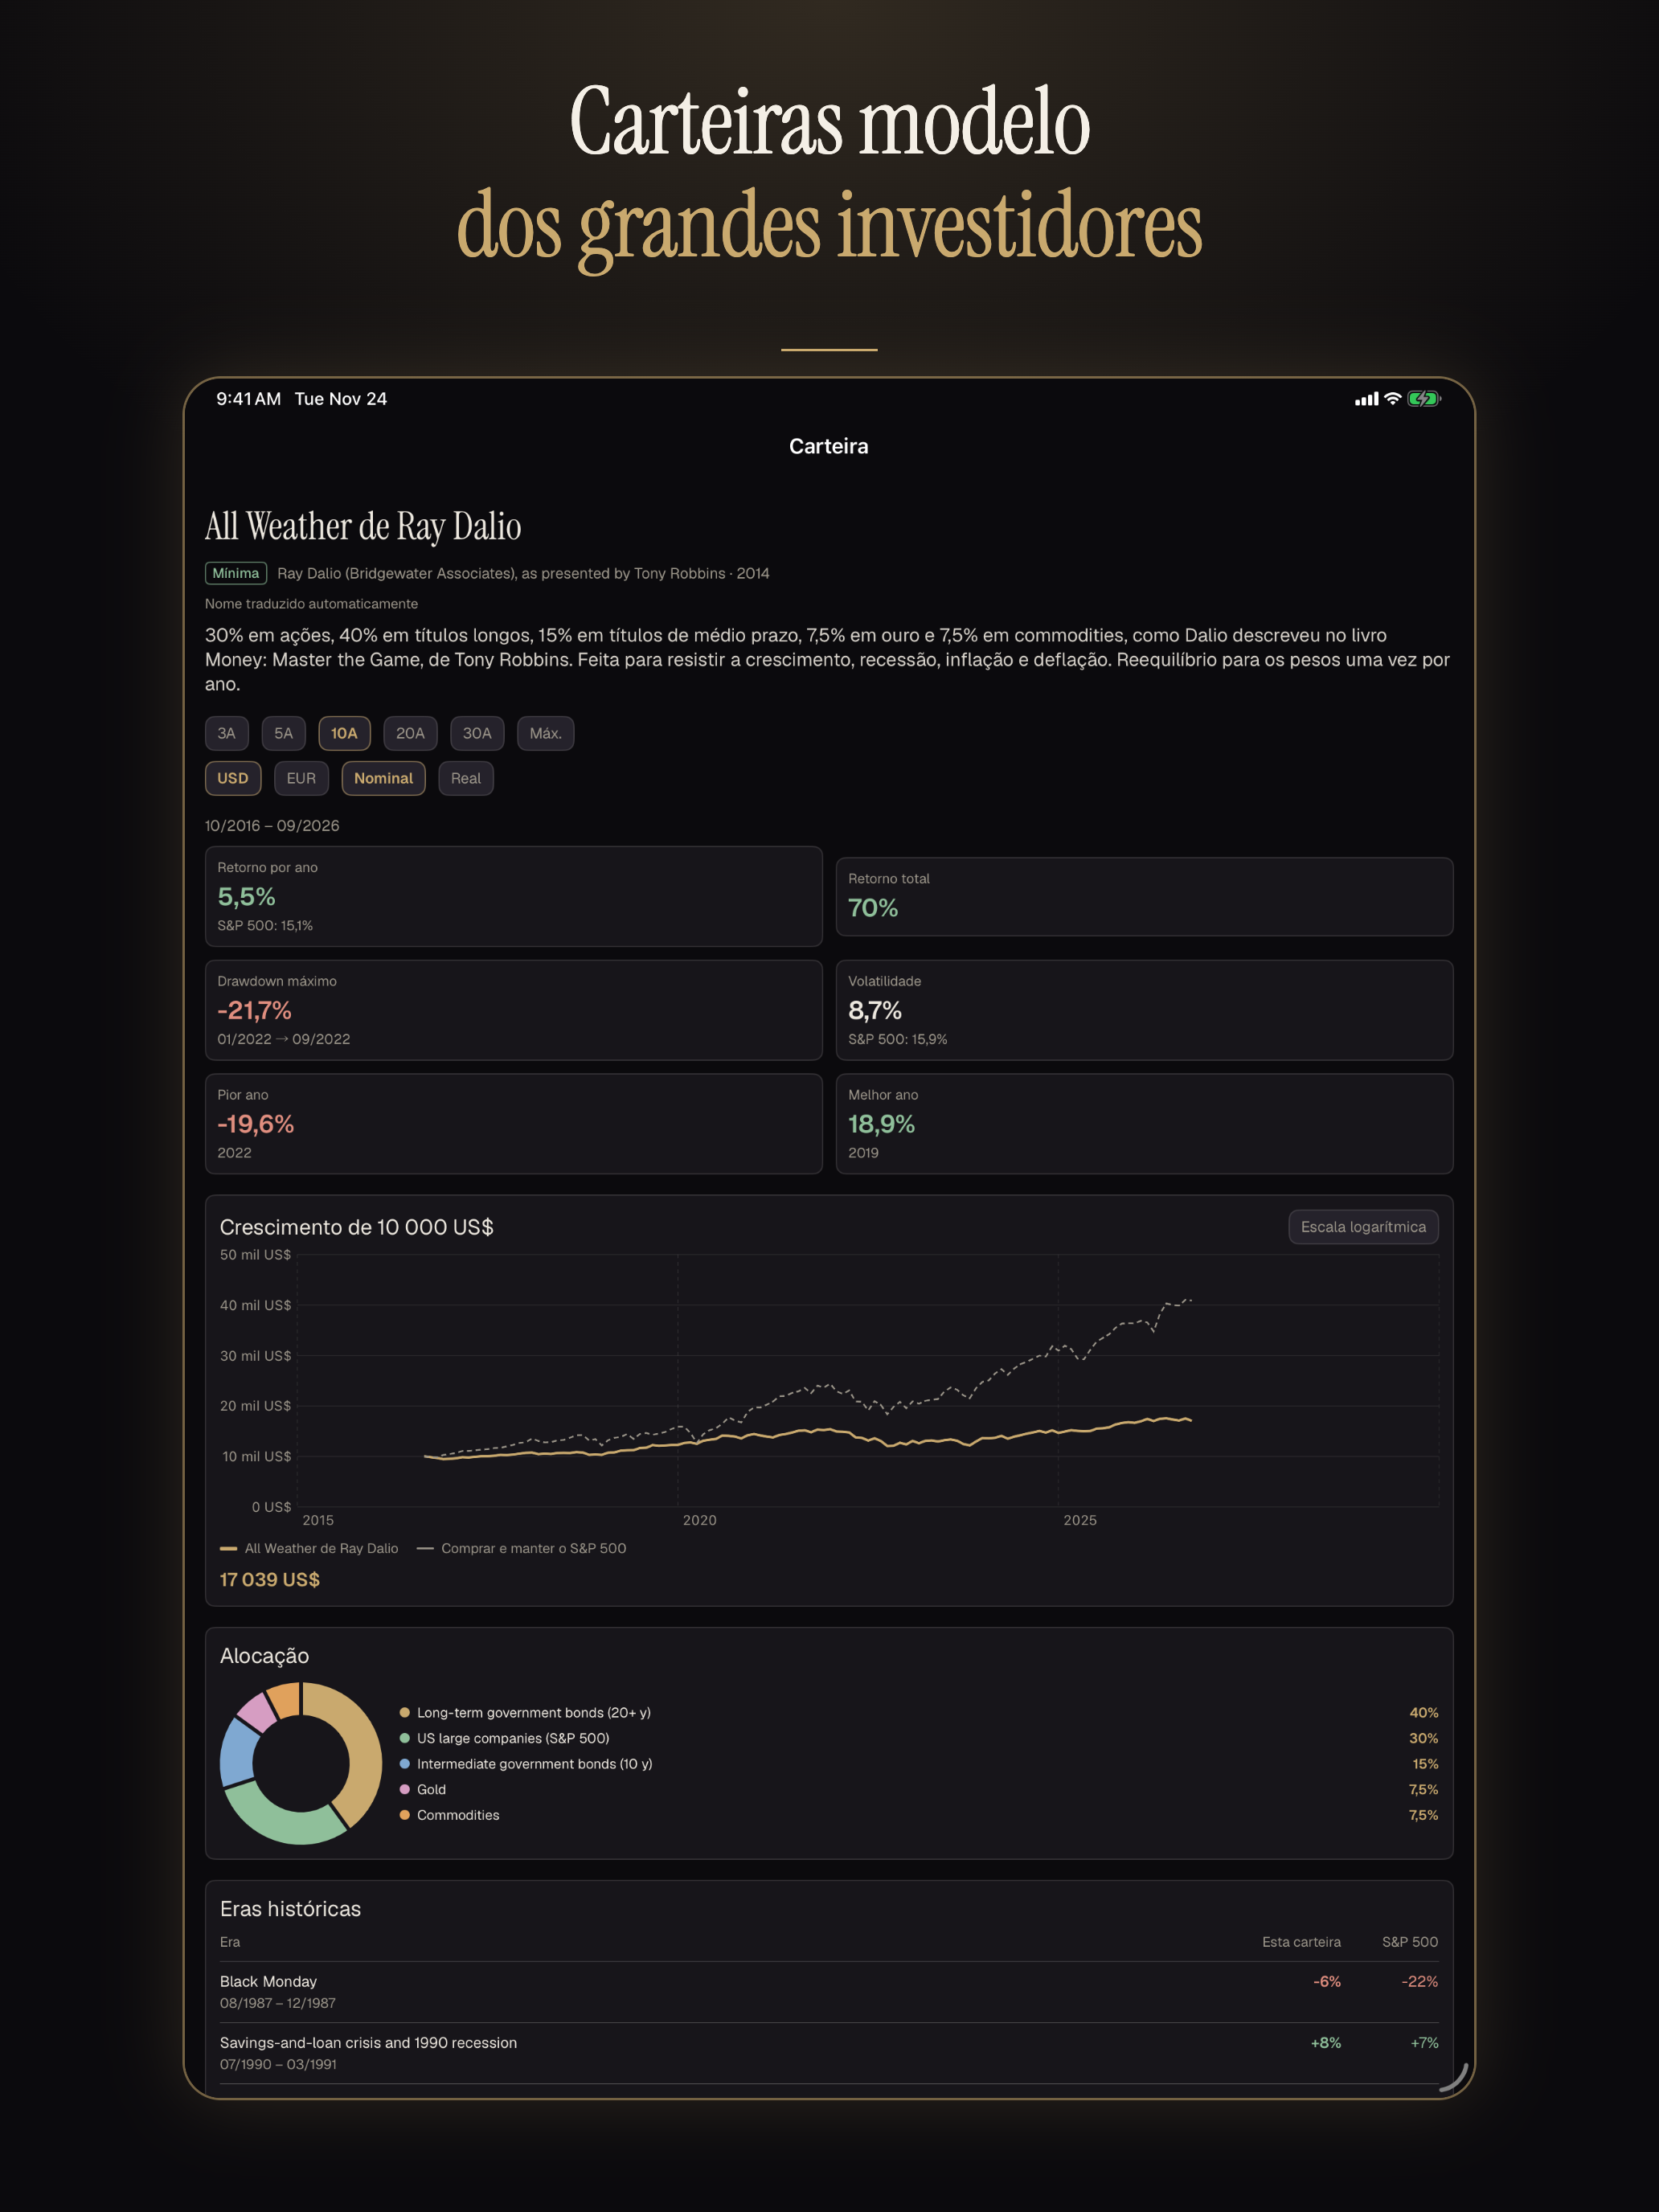 Carteiras modelo
dos grandes investidores
9:41 AM Tue Nov 24
Carteira
All Weather de Ray Dalio
Mínima Ray Dalio (Bridgewater Associates), as presented by Tony Robbins · 2014
Nome traduzido automaticamente
30% em ações, 40% em títulos longos, 15% em títulos de médio prazo, 7,5% em ouro e 7,5% em commodities, como Dalio descreveu no livro
Money: Master the Game, de Tony Robbins. Feita para resistir a crescimento, recessão, inflação e deflação. Reequilíbrio para os pesos uma vez por
ano.
3A 5A 10A 20A 30A Máx.
USD EUR Nominal Real
10/2016 – 09/2026
Retorno por ano
5,5%
S&P 500: 15,1%
Retorno total
70%
Drawdown máximo
-21,7%
01/2022 → 09/2022
Volatilidade
8,7%
S&P 500: 15,9%
Pior ano
-19,6%
2022
Melhor ano
18,9%
2019
Crescimento de 10 000 US$
Escala logarítmica
50 mil US$
40 mil US$
30 mil US$
20 mil US$
10 mil US$
0 US$
2015 2020 2025
All Weather de Ray Dalio Comprar e manter o S&P 500
17 039 US$
Alocação
Long-term government bonds (20+ y) 40%
US large companies (S&P 500) 30%
Intermediate government bonds (10 y) 15%
Gold 7,5%
Commodities 7,5%
Eras históricas
Era Esta carteira S&P 500
Black Monday -6% -22%
08/1987 – 12/1987
Savings-and-loan crisis and 1990 recession +8% +7%
07/1990 – 03/1991